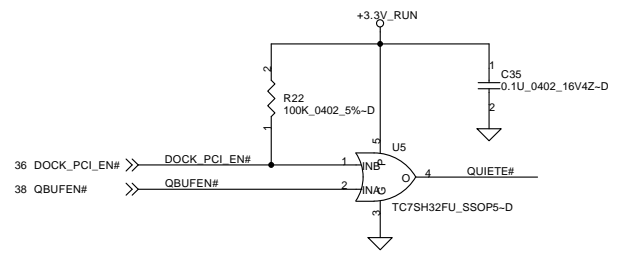 +3.3V_RUN
2
R22
100K_0402_5%~D
1
1
C35
0.1U_0402_16V4Z~D
2
5
U5
36 DOCK_PCI_EN#
DOCK_PCI_EN#
1
INB
P
38 QBUFEN#
QBUFEN#
2
INA
G
O
4
QUIETE#
3
TC7SH32FU_SSOP5~D